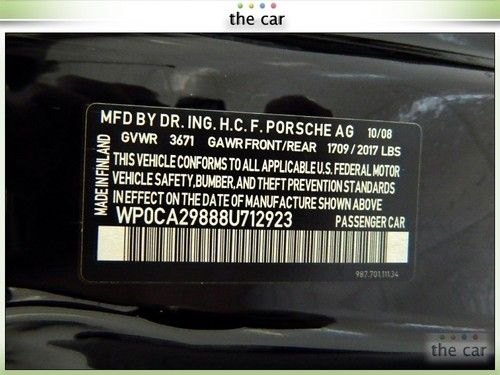 the car
MFD BY DR. ING. H.C. F. PORSCHE AG 10/08
GVWR 3671 GAWR FRONT/REAR 1709 / 2017 LBS
THIS VEHICLE CONFORMS TO ALL APPLICABLE U.S. FEDERAL MOTOR
VEHICLE SAFETY, BUMBER, AND THEFT PREVENTION STANDARDS
IN EFFECT ON THE DATE OF MANUFACTURE SHOWN ABOVE
WP0CA29888U712923 PASSENGER CAR
987.701.111.34
MADE IN FINLAND
the car